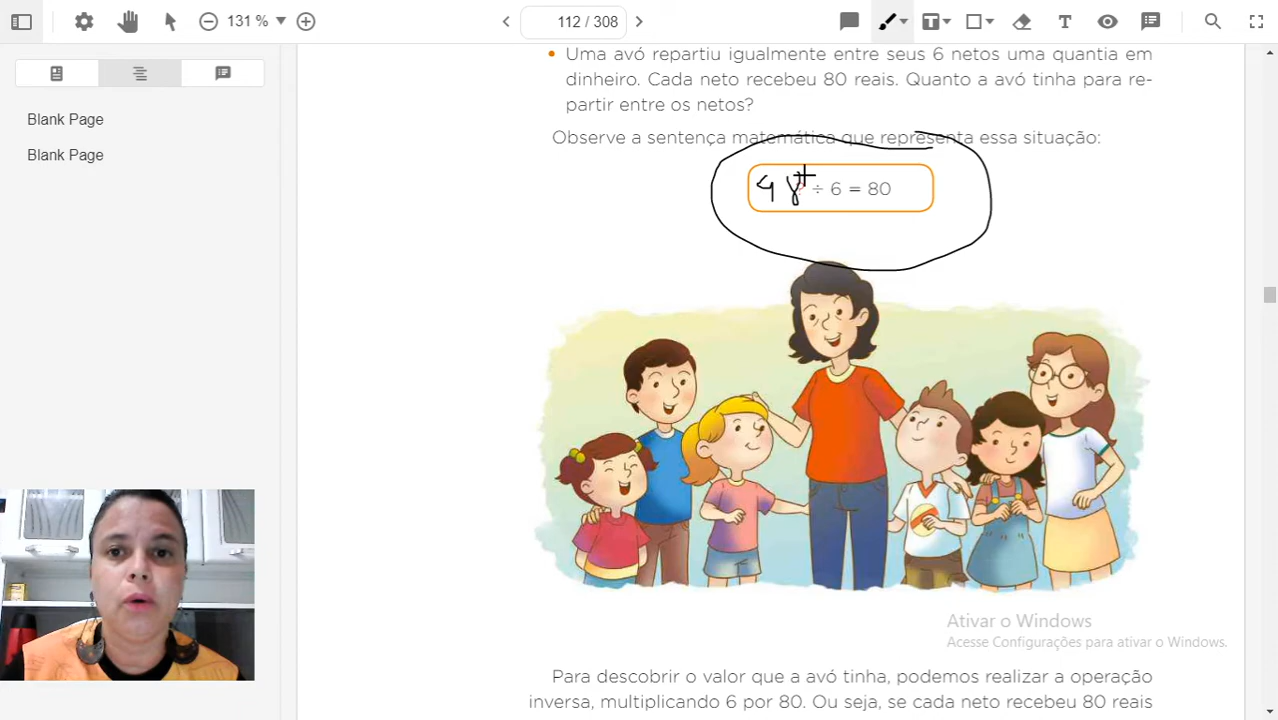 131 %
112 / 308
Blank Page
Blank Page
Uma avó repartiu igualmente entre seus 6 netos uma quantia em
dinheiro. Cada neto recebeu 80 reais. Quanto a avó tinha para re-
partir entre os netos?
Observe a sentença matemática que representa essa situação:
÷ 6 = 80
Ativar o Windows
Acesse Configurações para ativar o Windows.
Para descobrir o valor que a avó tinha, podemos realizar a operação
inversa, multiplicando 6 por 80. Ou seja, se cada neto recebeu 80 reais